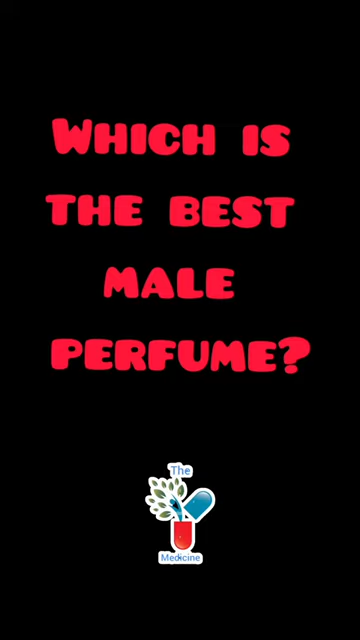 Which is
the best
male
perfume?
The
Medicine